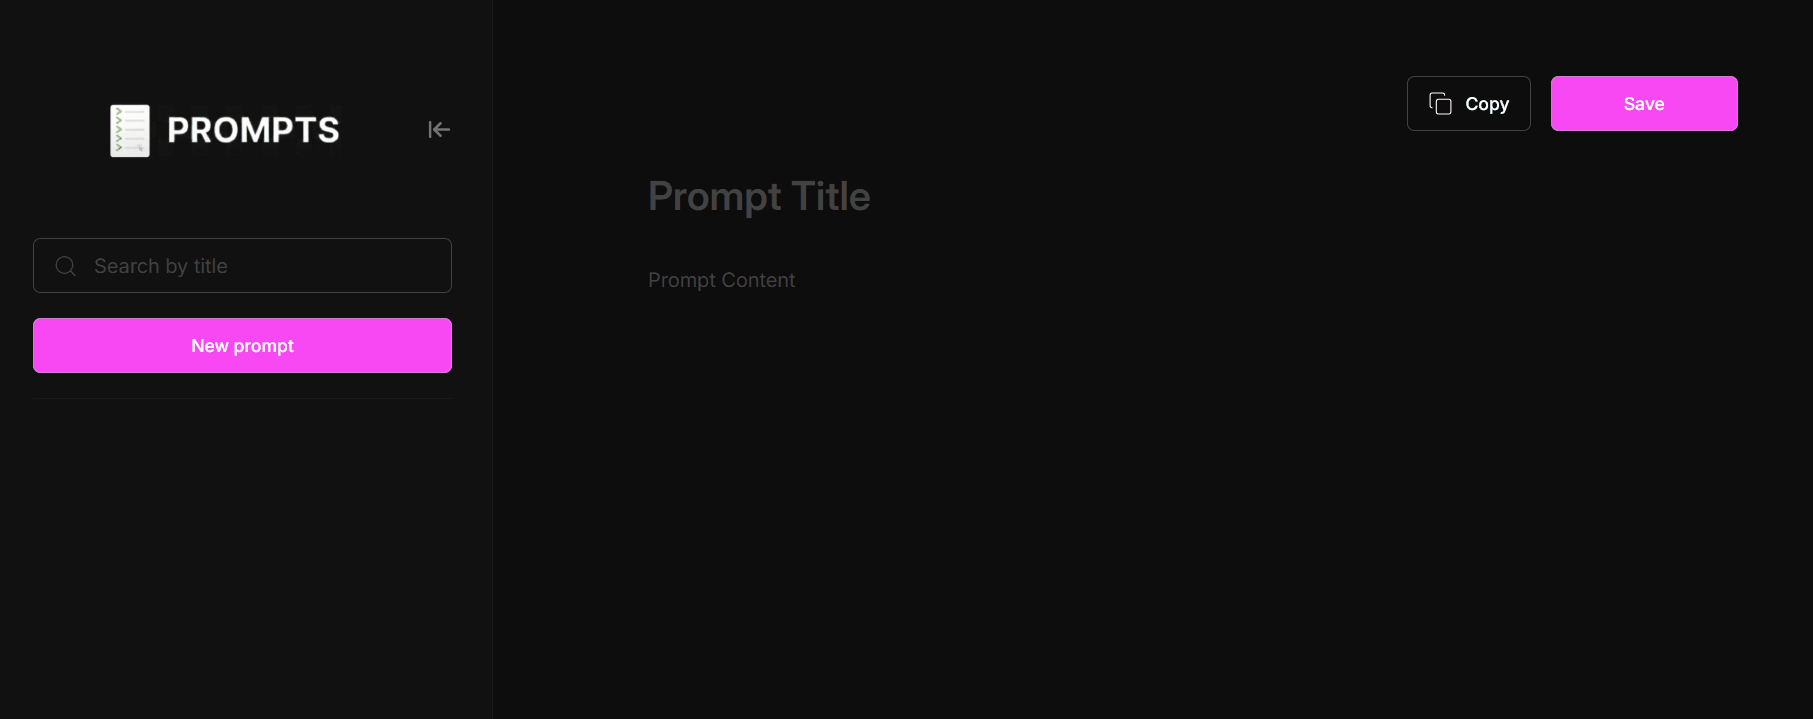 PROMPTS
Search by title
New prompt
Copy
Save
Prompt Title
Prompt Content